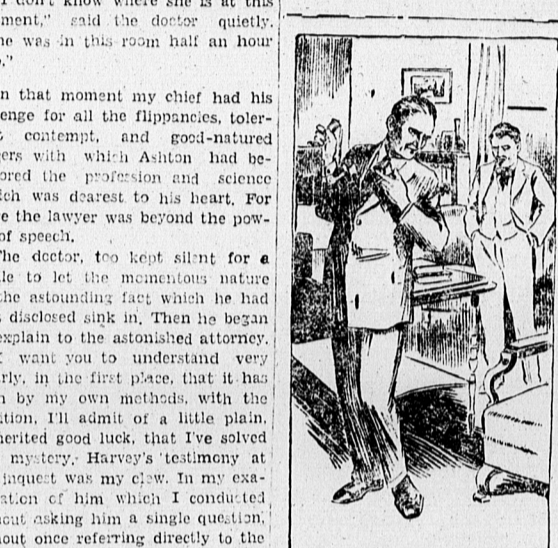 I don't know where she is at this
ment," said the doctor quietly.
he was in this room half an hour
."
n that moment my chief had his
enge for all the flippancies, toler-
contempt, and good-natured
ers with which Ashton had be-
ored the profession and science
ich was dearest to his heart. For
e the lawyer was beyond the pow-
of speech.
The doctor, too kept silent for a
le to let the momentous nature
the astounding fact which he had
disclosed sink in. Then he began
explain to the astonished attorney.
I want you to understand very
rly, in the first place, that it has
n by my own methods, with the
ition, I'll admit of a little plain,
herited good luck, that I've solved
mystery. Harvey's testimony at
inquest was my clew. In my exa-
ation of him which I conducted
out asking him a single question,
out once referring directly to the